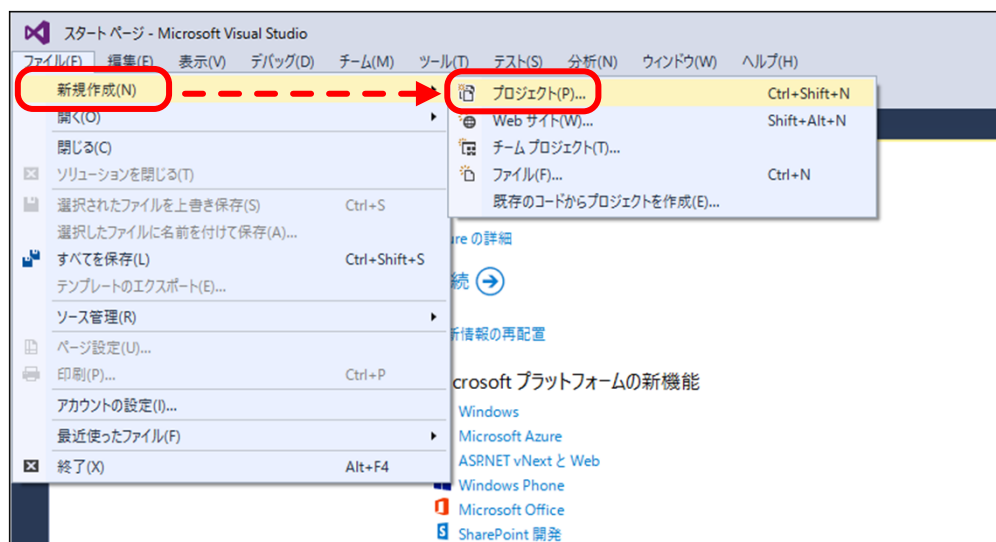 スタート ページ - Microsoft Visual Studio
ファイル(F) 編集(E) 表示(V) デバッグ(D) チーム(M) ツール(T) テスト(S) 分析(N) ウィンドウ(W) ヘルプ(H)
新規作成(N)
開く(O)
閉じる(C)
ソリューションを閉じる(T)
選択されたファイルを上書き保存(S) Ctrl+S
選択したファイルに名前を付けて保存(A)...
すべてを保存(L) Ctrl+Shift+S
テンプレートのエクスポート(E)...
ソース管理(R)
ページ設定(U)...
印刷(P)... Ctrl+P
アカウントの設定(I)...
最近使ったファイル(F)
終了(X) Alt+F4
プロジェクト(P)... Ctrl+Shift+N
Web サイト(W)... Shift+Alt+N
チーム プロジェクト(T)...
ファイル(F)... Ctrl+N
既存のコードからプロジェクトを作成(E)...
ure の詳細
続
新情報の再配置
crosoft プラットフォームの新機能
Windows
Microsoft Azure
ASP.NET vNext と Web
Windows Phone
Microsoft Office
SharePoint 開発